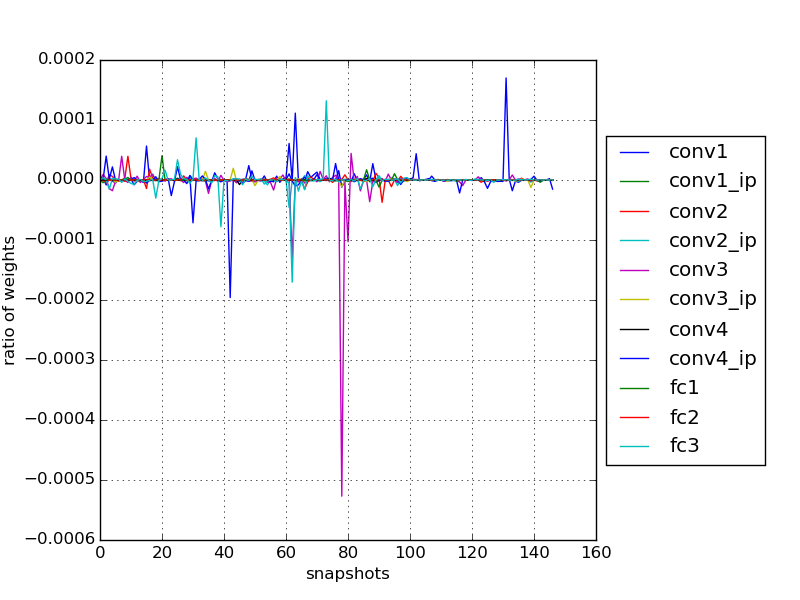 0.0002
0.0001
0.0000
−0.0001
−0.0002
−0.0003
−0.0004
−0.0005
−0.0006
ratio of weights
0 20 40 60 80 100 120 140 160
snapshots
conv1
conv1_ip
conv2
conv2_ip
conv3
conv3_ip
conv4
conv4_ip
fc1
fc2
fc3